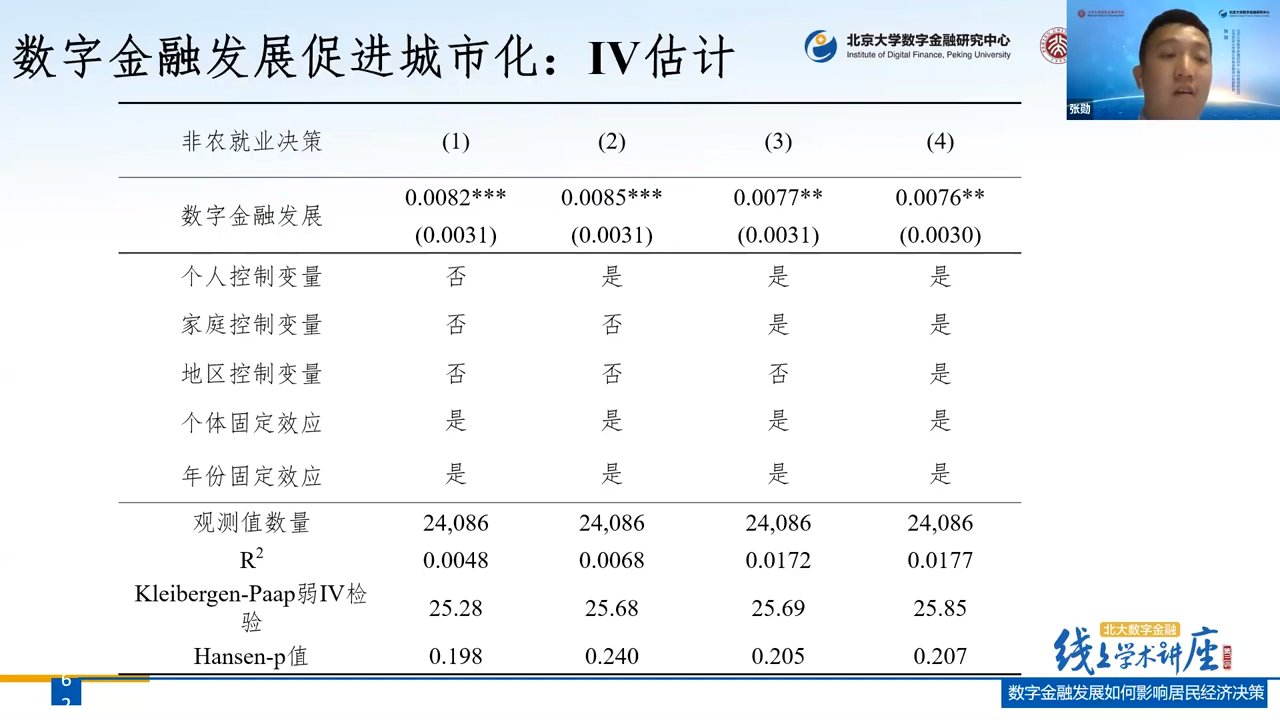 数字金融发展促进城市化：IV估计
北京大学数字金融研究中心
Institute of Digital Finance, Peking University
张勋
非农就业决策 (1) (2) (3) (4)
数字金融发展 0.0082*** 0.0085*** 0.0077** 0.0076**
(0.0031) (0.0031) (0.0031) (0.0030)
个人控制变量 否 是 是 是
家庭控制变量 否 否 是 是
地区控制变量 否 否 否 是
个体固定效应 是 是 是 是
年份固定效应 是 是 是 是
观测值数量 24,086 24,086 24,086 24,086
R2 0.0048 0.0068 0.0172 0.0177
Kleibergen-Paap弱IV检
验 25.28 25.68 25.69 25.85
Hansen-p值 0.198 0.240 0.205 0.207
北大数字金融
线上学术讲座
数字金融发展如何影响居民经济决策
6
2